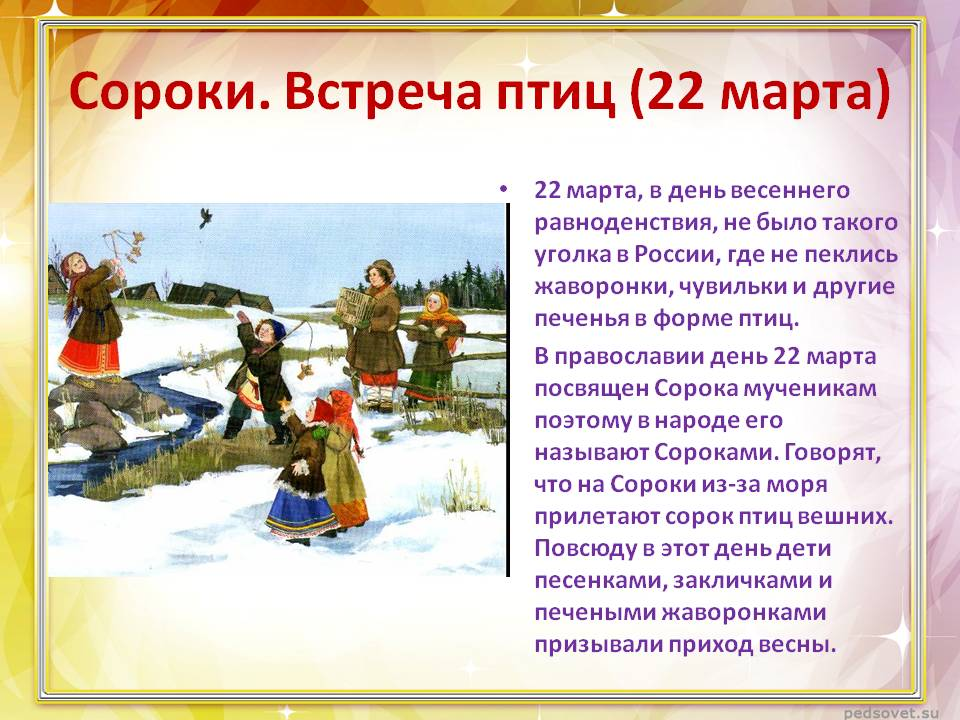 Сороки. Встреча птиц (22 марта)
• 22 марта, в день весеннего
равноденствия, не было такого
уголка в России, где не пеклись
жаворонки, чувильки и другие
печенья в форме птиц.
В православии день 22 марта
посвящен Сорока мученикам
поэтому в народе его
называют Сороками. Говорят,
что на Сороки из-за моря
прилетают сорок птиц вешних.
Повсюду в этот день дети
песенками, закличками и
печеными жаворонками
призывали приход весны.
pedsovet.su